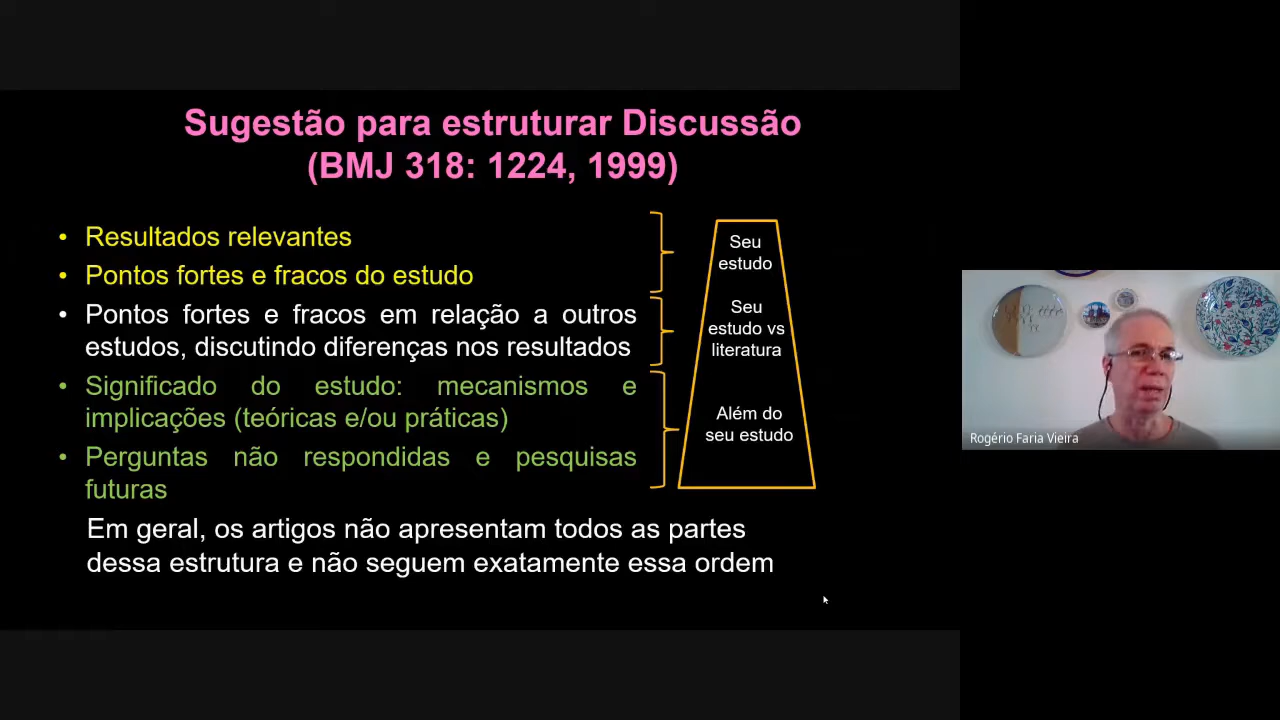 Sugestão para estruturar Discussão
(BMJ 318: 1224, 1999)
• Resultados relevantes
• Pontos fortes e fracos do estudo
• Pontos fortes e fracos em relação a outros
estudos, discutindo diferenças nos resultados
• Significado do estudo: mecanismos e
implicações (teóricas e/ou práticas)
• Perguntas não respondidas e pesquisas
futuras
Em geral, os artigos não apresentam todos as partes
dessa estrutura e não seguem exatamente essa ordem
Seu
estudo
Seu
estudo vs
literatura
Além do
seu estudo
Rogério Faria Vieira